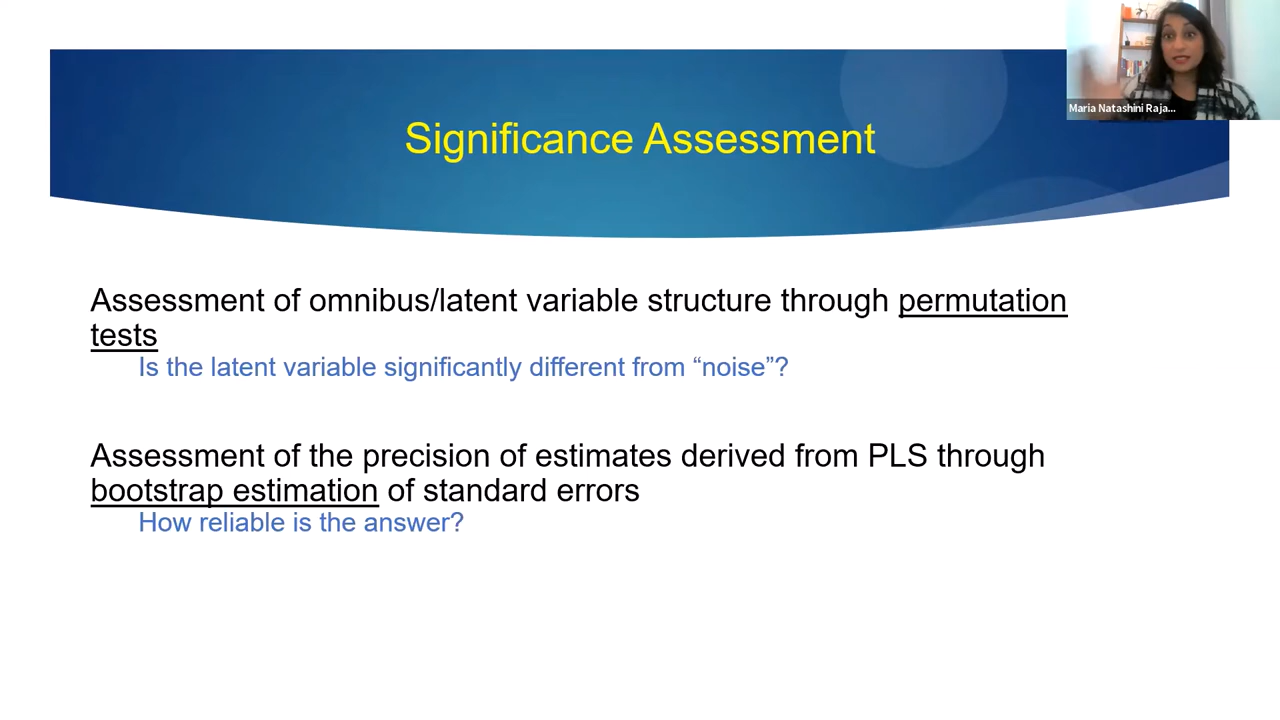 Maria Natashini Raja...
Significance Assessment
Assessment of omnibus/latent variable structure through permutation
tests
Is the latent variable significantly different from “noise”?
Assessment of the precision of estimates derived from PLS through
bootstrap estimation of standard errors
How reliable is the answer?